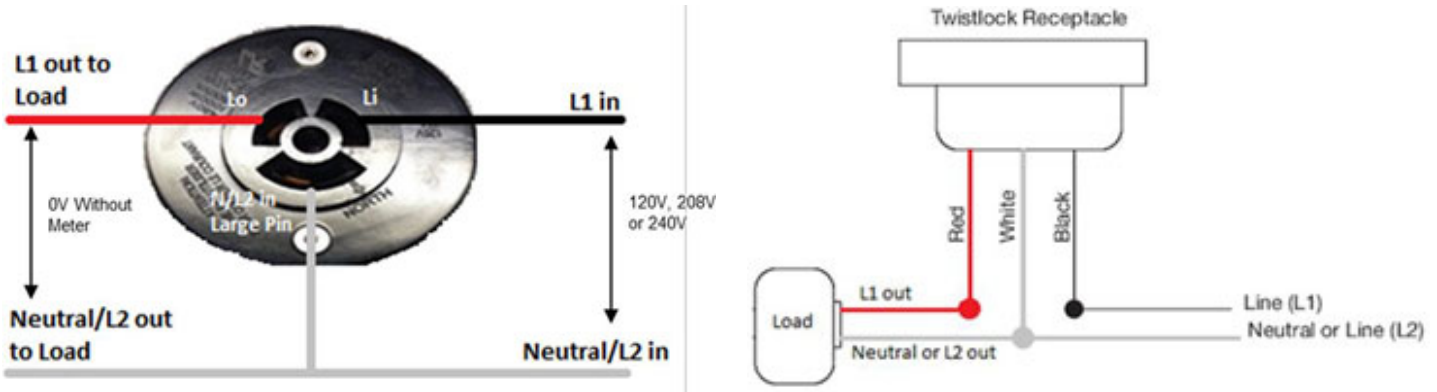 L1 out to
Load
Lo
Li
L1 in
0V Without
Meter
N/L2 in
Large Pin
NORTH
120V, 208V
or 240V
Neutral/L2 out
to Load
Neutral/L2 in
Twistlock Receptacle
Red
White
Black
L1 out
Load
Line (L1)
Neutral or Line (L2)
Neutral or L2 out